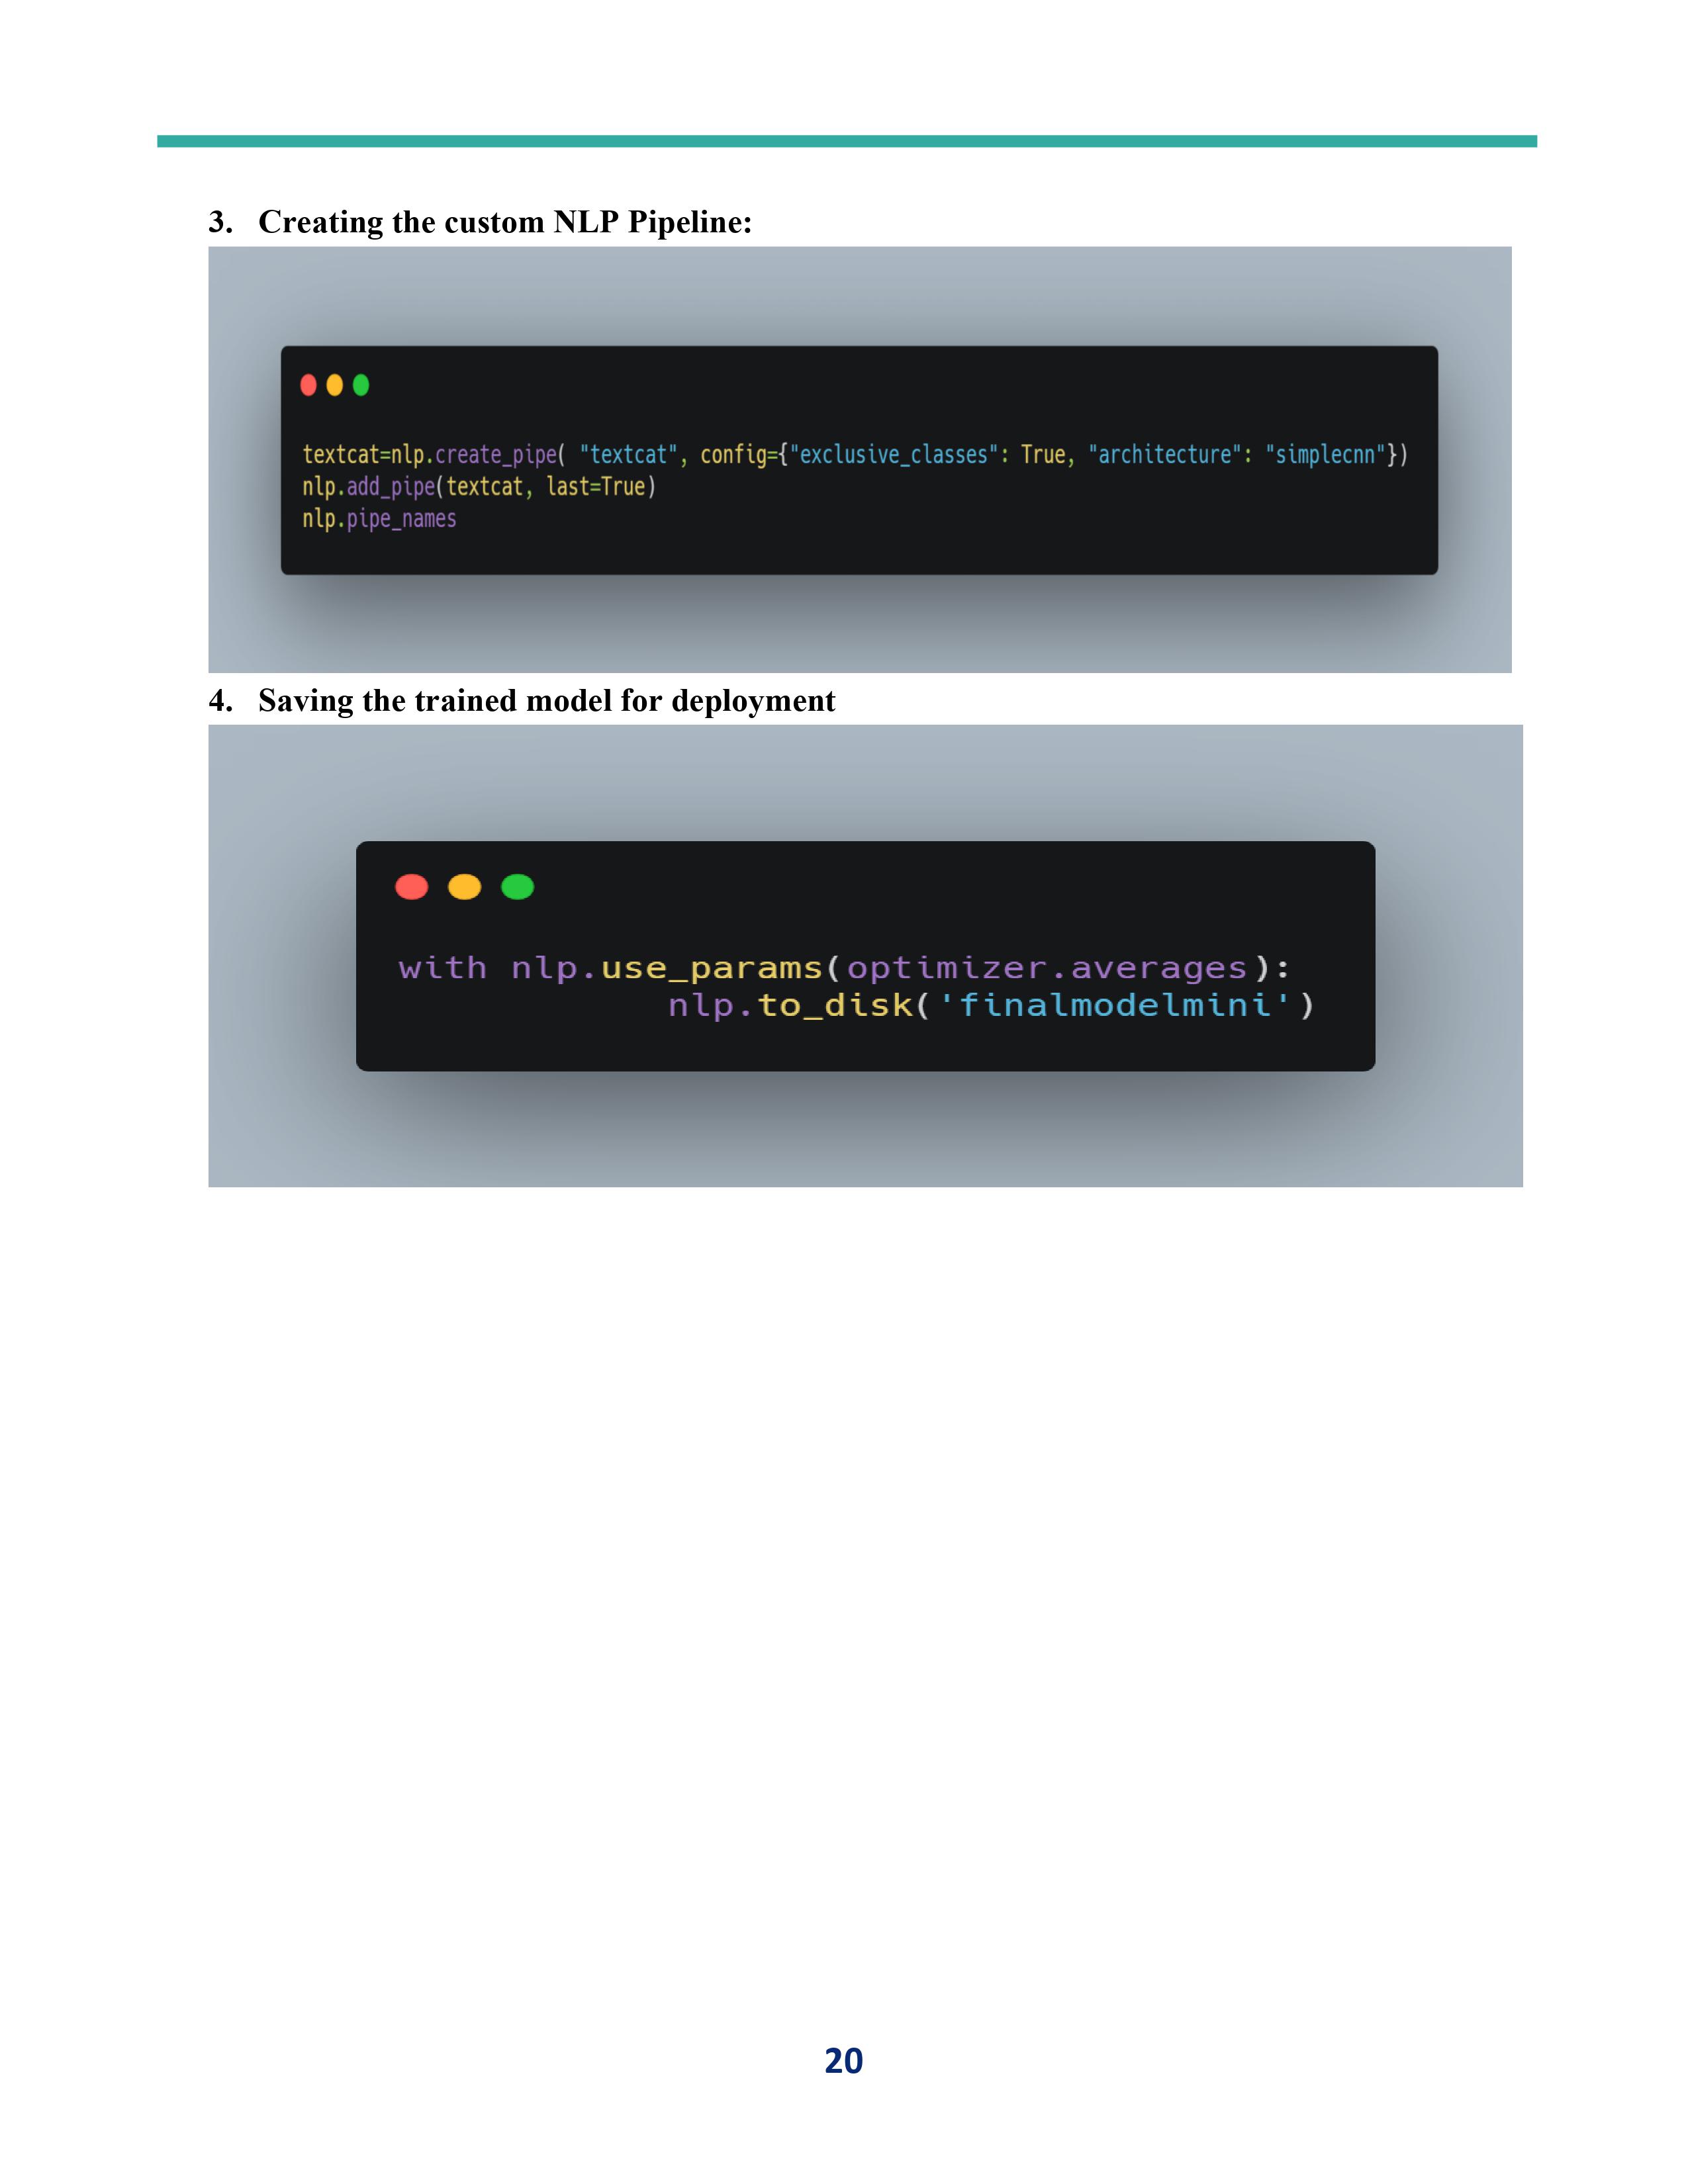 3. Creating the custom NLP Pipeline:
textcat=nlp.create_pipe( "textcat", config={"exclusive_classes": True, "architecture": "simplecnn"})
nlp.add_pipe(textcat, last=True)
nlp.pipe_names
4. Saving the trained model for deployment
with nlp.use_params(optimizer.averages):
nlp.to_disk('finalmodelmini')
20